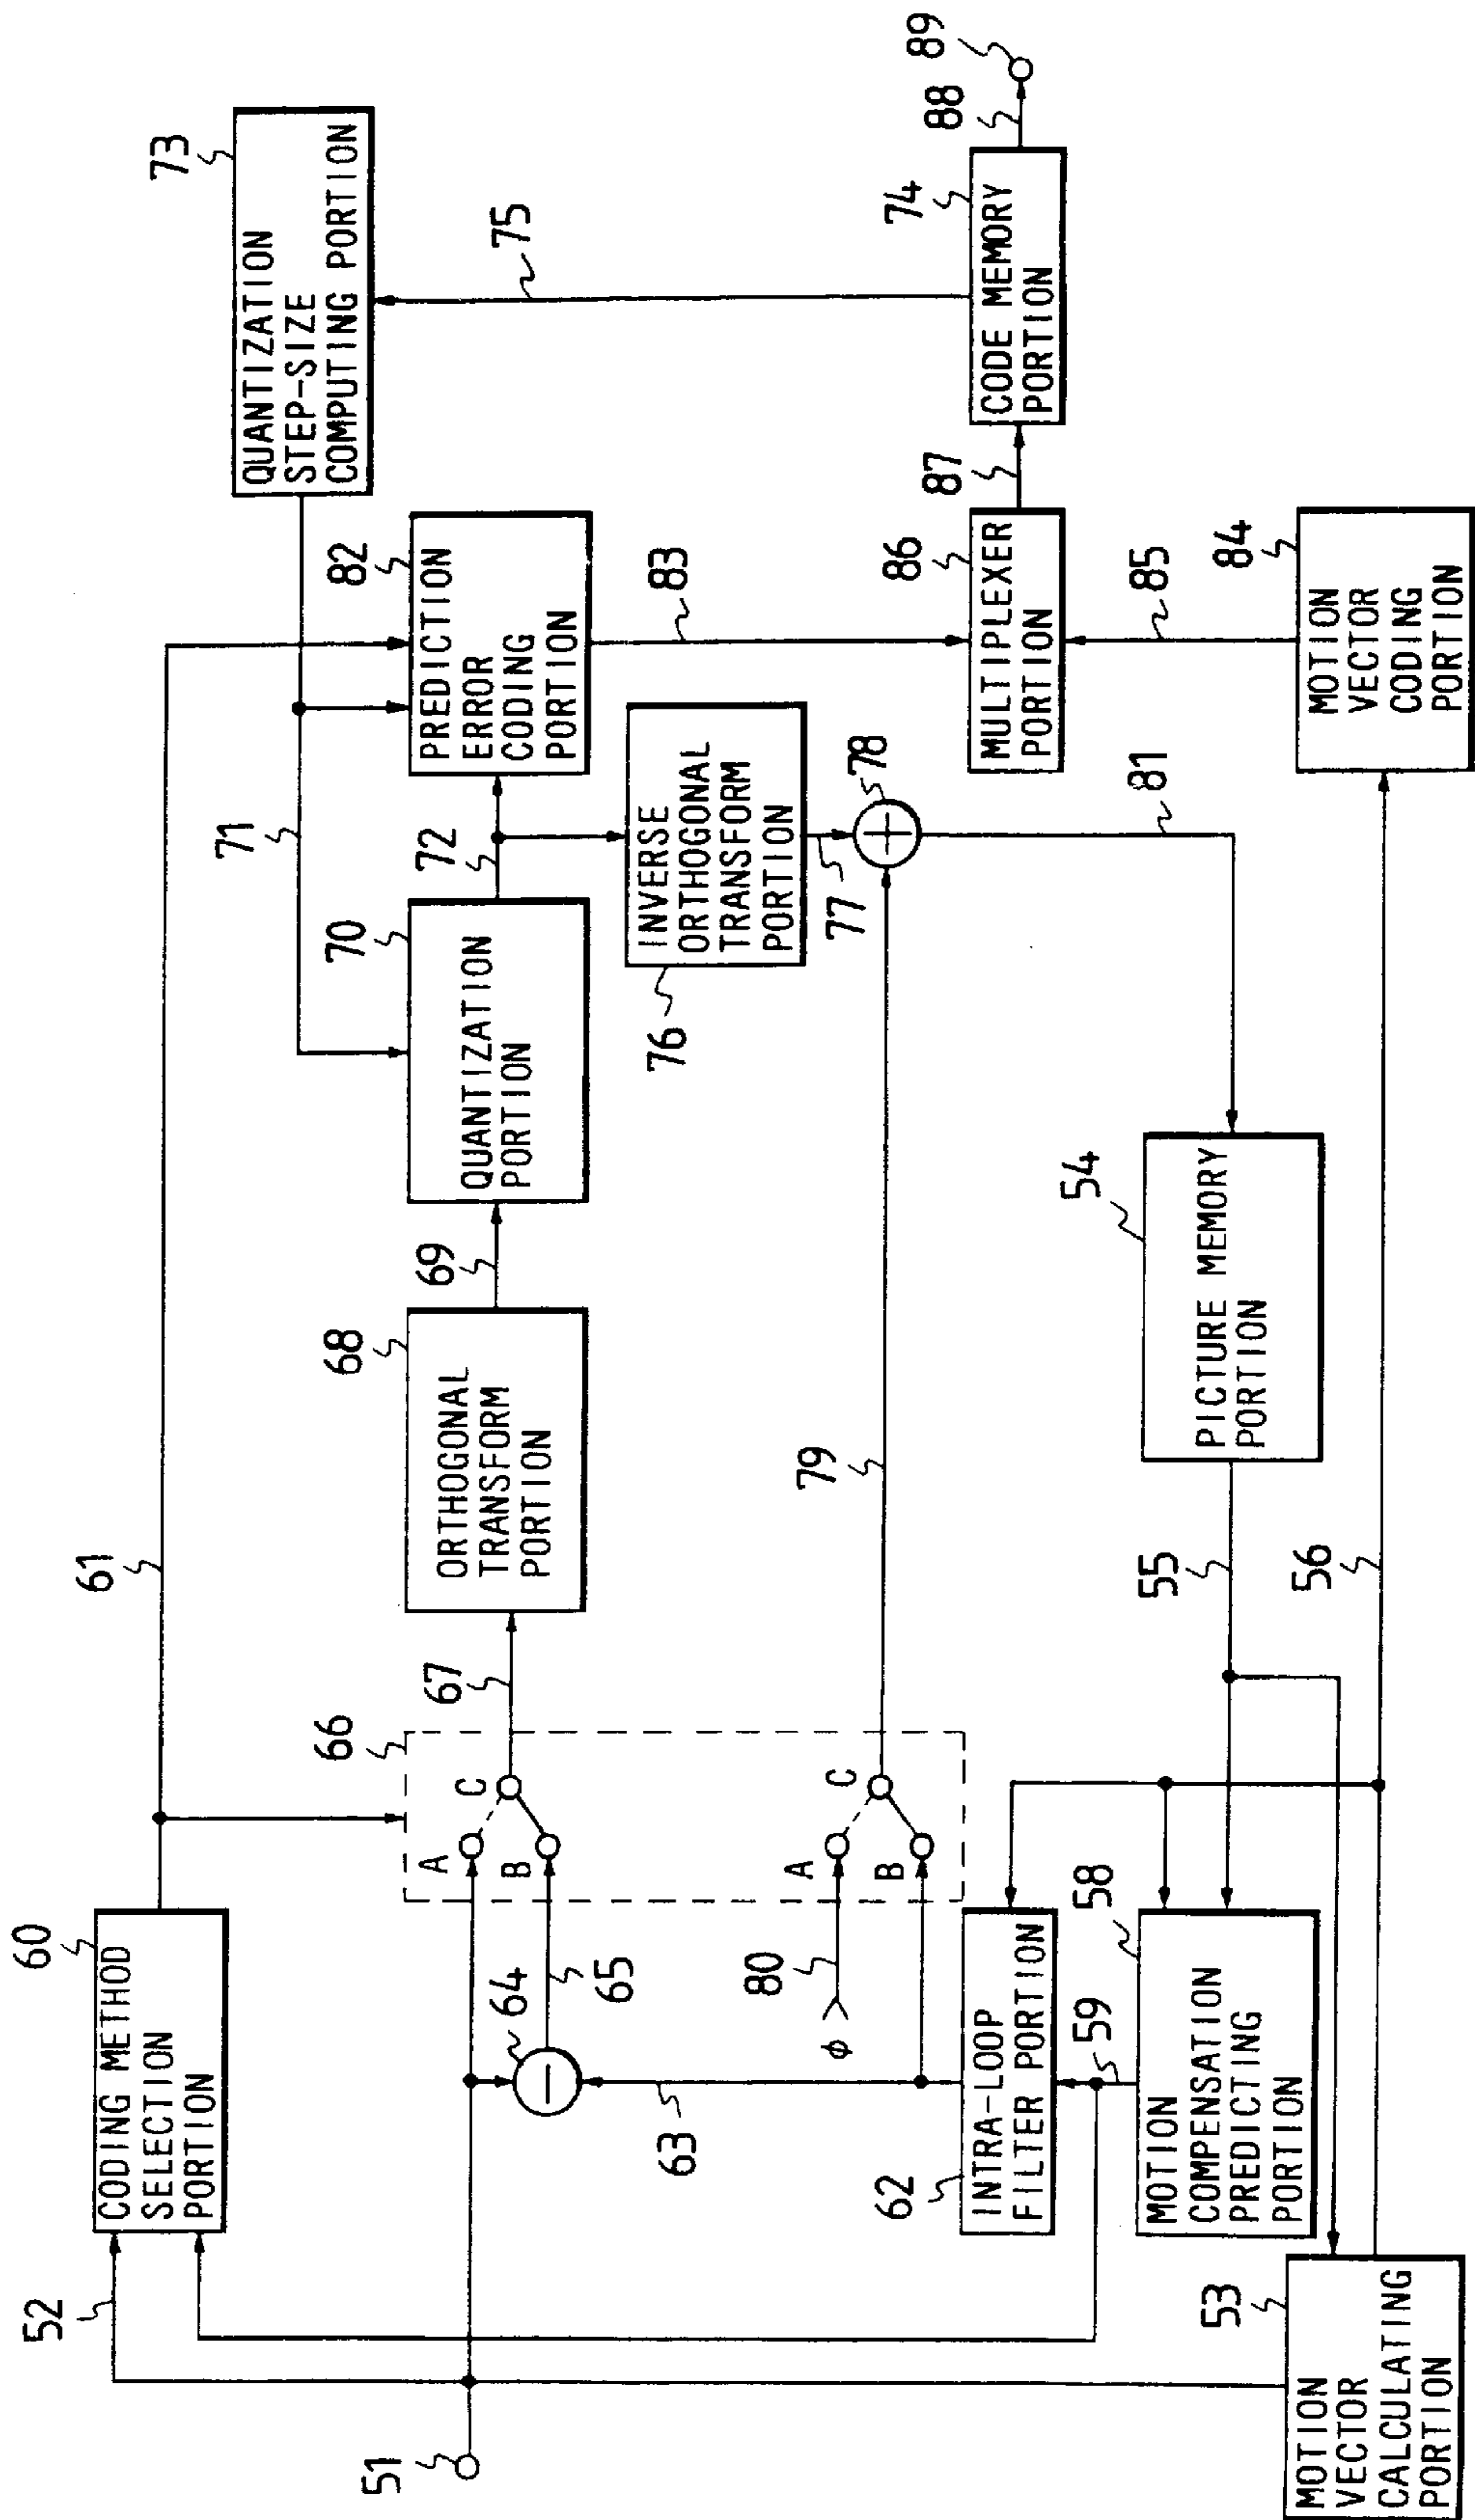 60
CODING METHOD
SELECTION
PORTION
61
73
QUANTIZATION
STEP-SIZE
COMPUTING PORTION
52
51
66
A
B
C
67
68
ORTHOGONAL
TRANSFORM
PORTION
69
70
QUANTIZATION
PORTION
71
72
82
PREDICTION
ERROR
CODING
PORTION
75
64
65
63
80
φ
A
B
C
79
76
INVERSE
ORTHOGONAL
TRANSFORM
PORTION
77
78
83
62
INTRA-LOOP
FILTER PORTION
59
86
MULTIPLEXER
PORTION
87
74
CODE MEMORY
PORTION
88
89
58
MOTION
COMPENSATION
PREDICTING
PORTION
55
54
PICTURE MEMORY
PORTION
81
85
53
MOTION
VECTOR
CALCULATING
PORTION
56
84
MOTION
VECTOR
CODING
PORTION